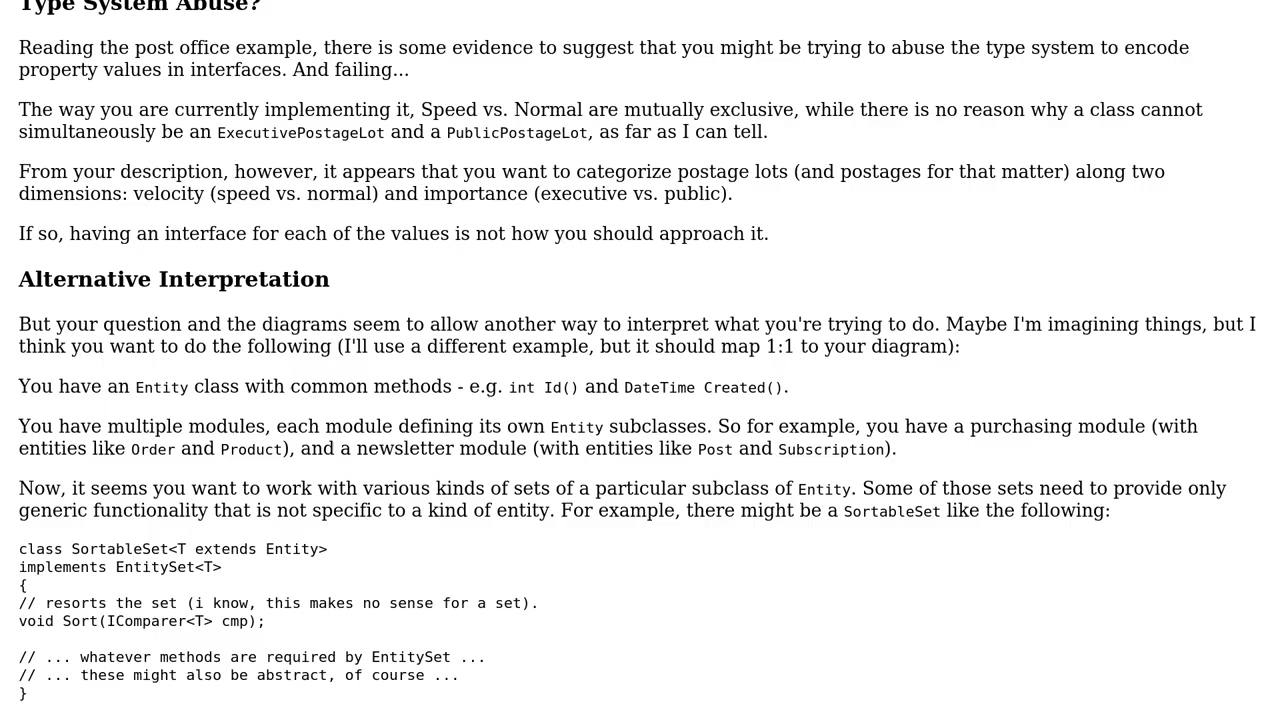 Type System Abuse?
Reading the post office example, there is some evidence to suggest that you might be trying to abuse the type system to encode
property values in interfaces. And failing...
The way you are currently implementing it, Speed vs. Normal are mutually exclusive, while there is no reason why a class cannot
simultaneously be an ExecutivePostageLot and a PublicPostageLot, as far as I can tell.
From your description, however, it appears that you want to categorize postage lots (and postages for that matter) along two
dimensions: velocity (speed vs. normal) and importance (executive vs. public).
If so, having an interface for each of the values is not how you should approach it.
Alternative Interpretation
But your question and the diagrams seem to allow another way to interpret what you're trying to do. Maybe I'm imagining things, but I
think you want to do the following (I'll use a different example, but it should map 1:1 to your diagram):
You have an Entity class with common methods - e.g. int Id() and DateTime Created().
You have multiple modules, each module defining its own Entity subclasses. So for example, you have a purchasing module (with
entities like Order and Product), and a newsletter module (with entities like Post and Subscription).
Now, it seems you want to work with various kinds of sets of a particular subclass of Entity. Some of those sets need to provide only
generic functionality that is not specific to a kind of entity. For example, there might be a SortableSet like the following:
class SortableSet<T extends Entity>
implements EntitySet<T>
{
// resorts the set (i know, this makes no sense for a set).
void Sort(IComparer<T> cmp);
// ... whatever methods are required by EntitySet ...
// ... these might also be abstract, of course ...
}